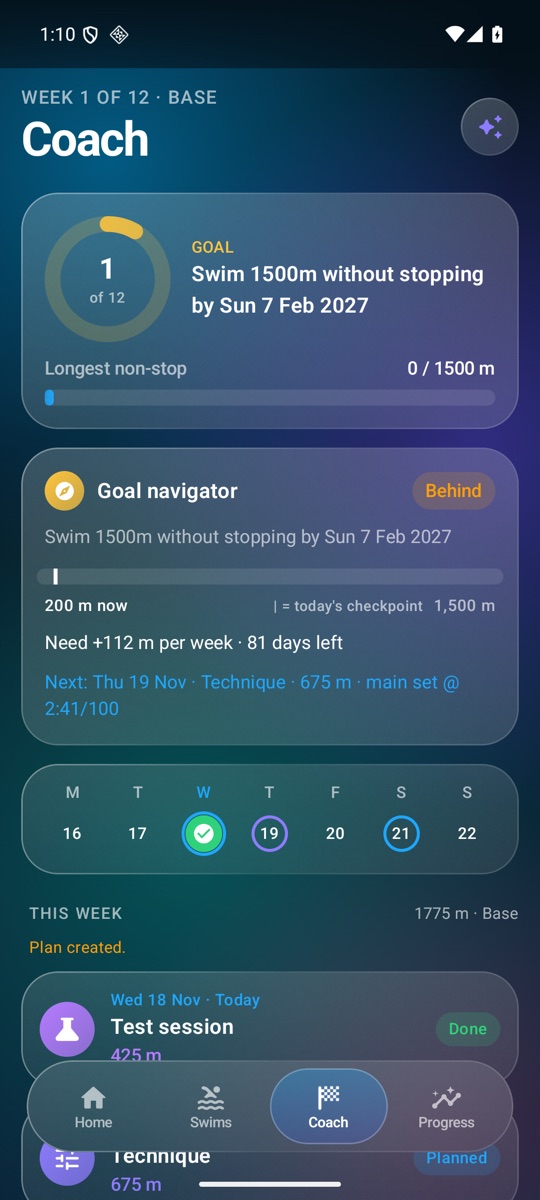 1:10
WEEK 1 OF 12 · BASE
Coach
1
of 12
GOAL
Swim 1500m without stopping
by Sun 7 Feb 2027
Longest non-stop
0 / 1500 m
Goal navigator
Behind
Swim 1500m without stopping by Sun 7 Feb 2027
200 m now
| = today's checkpoint 1,500 m
Need +112 m per week · 81 days left
Next: Thu 19 Nov · Technique · 675 m · main set @
2:41/100
M T W T F S S
16 17 19 20 21 22
THIS WEEK
1775 m · Base
Plan created.
Wed 18 Nov · Today
Test session
Done
425 m
Home
Swims
Coach
Progress
Technique
Planned
675 m